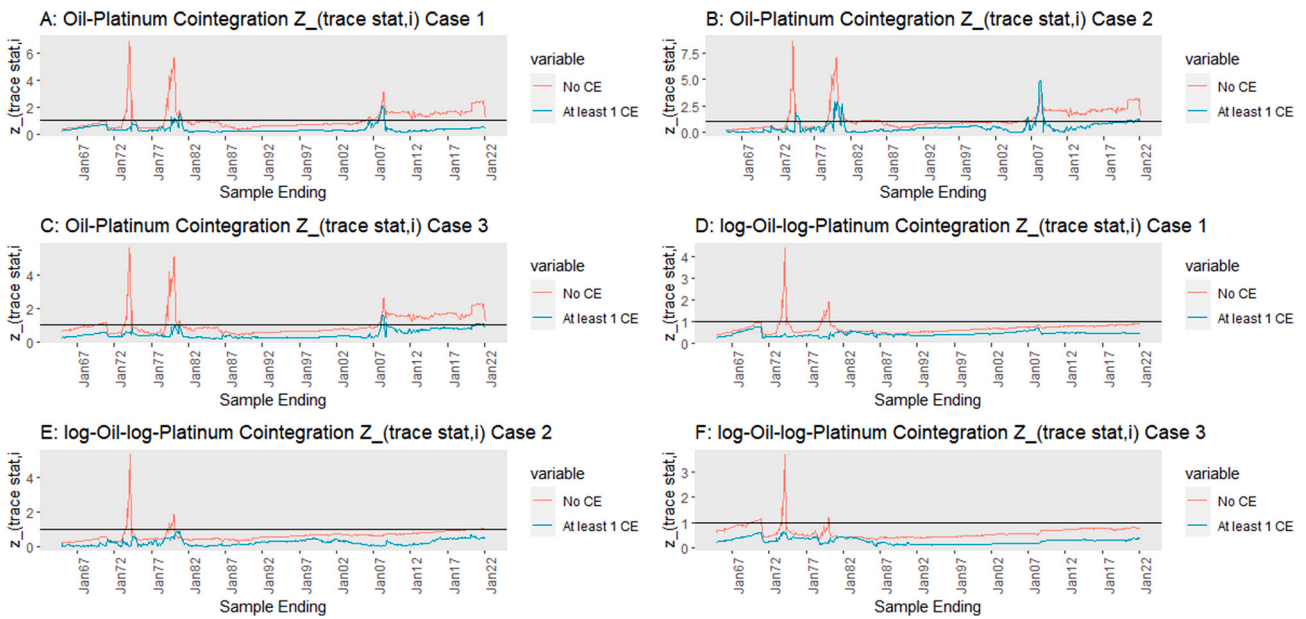 A: Oil-Platinum Cointegration Z_(trace stat,i) Case 1
z_(trace stat,i
6
4
2
0
Jan67
Jan72
Jan77
Jan82
Jan87
Jan92
Jan97
Jan02
Jan07
Jan12
Jan17
Jan22
Sample Ending
variable
No CE
At least 1 CE
B: Oil-Platinum Cointegration Z_(trace stat,i) Case 2
z_(trace stat,i
7.5
5.0
2.5
0.0
Jan67
Jan72
Jan77
Jan82
Jan87
Jan92
Jan97
Jan02
Jan07
Jan12
Jan17
Jan22
Sample Ending
variable
No CE
At least 1 CE
C: Oil-Platinum Cointegration Z_(trace stat,i) Case 3
z_(trace stat,i
4
2
0
Jan67
Jan72
Jan77
Jan82
Jan87
Jan92
Jan97
Jan02
Jan07
Jan12
Jan17
Jan22
Sample Ending
variable
No CE
At least 1 CE
D: log-Oil-log-Platinum Cointegration Z_(trace stat,i) Case 1
z_(trace stat,i
4
3
2
1
0
Jan67
Jan72
Jan77
Jan82
Jan87
Jan92
Jan97
Jan02
Jan07
Jan12
Jan17
Jan22
Sample Ending
variable
No CE
At least 1 CE
E: log-Oil-log-Platinum Cointegration Z_(trace stat,i) Case 2
z_(trace stat,i
4
2
0
Jan67
Jan72
Jan77
Jan82
Jan87
Jan92
Jan97
Jan02
Jan07
Jan12
Jan17
Jan22
Sample Ending
variable
No CE
At least 1 CE
F: log-Oil-log-Platinum Cointegration Z_(trace stat,i) Case 3
z_(trace stat,i
3
2
1
0
Jan67
Jan72
Jan77
Jan82
Jan87
Jan92
Jan97
Jan02
Jan07
Jan12
Jan17
Jan22
Sample Ending
variable
No CE
At least 1 CE